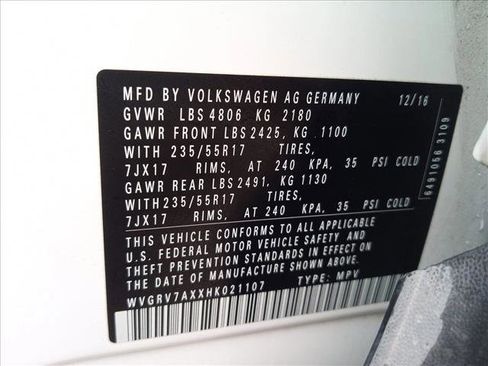 MFD BY VOLKSWAGEN AG GERMANY 12/16
GVWR LBS 4806 KG 2180
GAWR FRONT LBS 2425, KG 1100
WITH 235/55R17 TIRES,
7JX17 RIMS, AT 240 KPA, 35 PSI COLD
GAWR REAR LBS 2491, KG 1130
WITH 235/55R17 TIRES,
7JX17 RIMS, AT 240 KPA, 35 PSI COLD
THIS VEHICLE CONFORMS TO ALL APPLICABLE
U.S. FEDERAL MOTOR VEHICLE SAFETY AND
THEFT PREVENTION STANDARDS IN EFFECT ON
THE DATE OF MANUFACTURE SHOWN ABOVE.
WVGRV7AXXHK021107 TYPE: MPV
6491056 3109